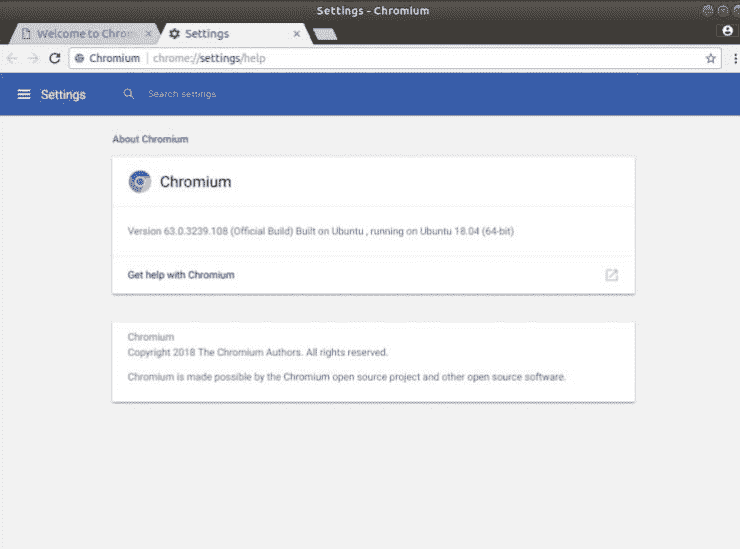 Settings - Chromium
Welcome to Chrom
Settings
Chromium | chrome://settings/help
Settings
Search settings
About Chromium
Chromium
Version 63.0.3239.108 (Official Build) Built on Ubuntu , running on Ubuntu 18.04 (64-bit)
Get help with Chromium
Chromium
Copyright 2018 The Chromium Authors. All rights reserved.
Chromium is made possible by the Chromium open source project and other open source software.